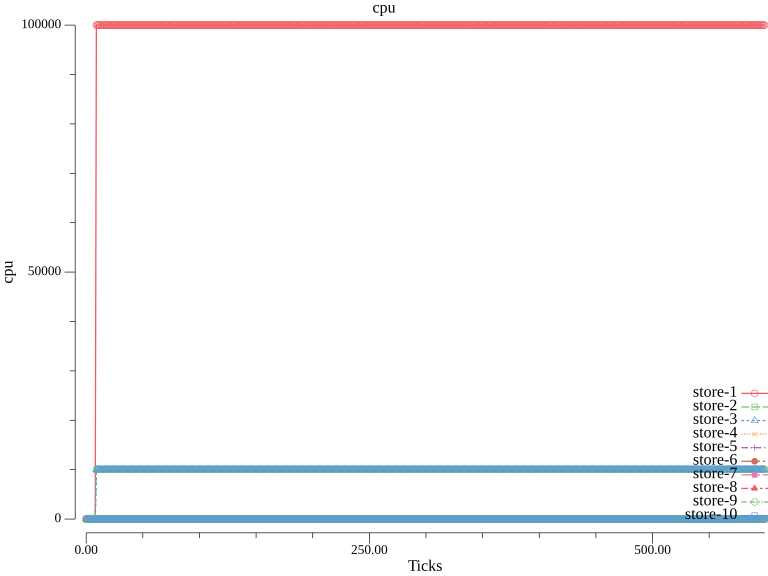 cpu
100000
50000
0
cpu
store-1
store-2
store-3
store-4
store-5
store-6
store-7
store-8
store-9
store-10
0.00 250.00 500.00
Ticks